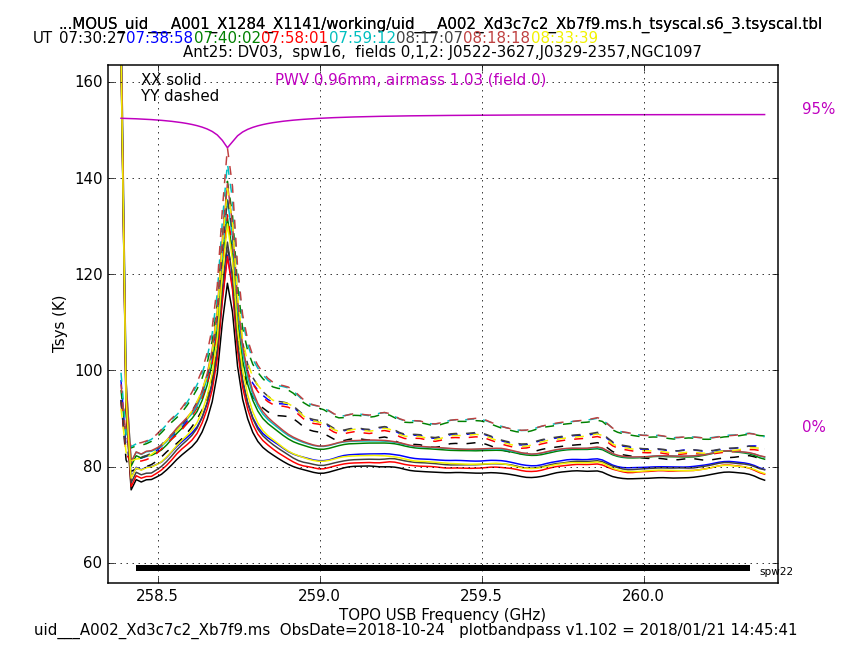 ...MOUS_uid___A001_X1284_X1141/working/uid___A002_Xd3c7c2_Xb7f9.ms.h_tsyscal.s6_3.tsyscal.tbl
UT 07:30:27 07:38:58 07:40:02 07:58:01 07:59:12 08:17:07 08:18:18 08:33:39
Ant25: DV03, spw16, fields 0,1,2: J0522-3627,J0329-2357,NGC1097
XX solid
YY dashed
PWV 0.96mm, airmass 1.03 (field 0)
95%
0%
160
140
120
100
80
60
Tsys (K)
spw22
258.5 259.0 259.5 260.0
TOPO USB Frequency (GHz)
uid___A002_Xd3c7c2_Xb7f9.ms ObsDate=2018-10-24 plotbandpass v1.102 = 2018/01/21 14:45:41